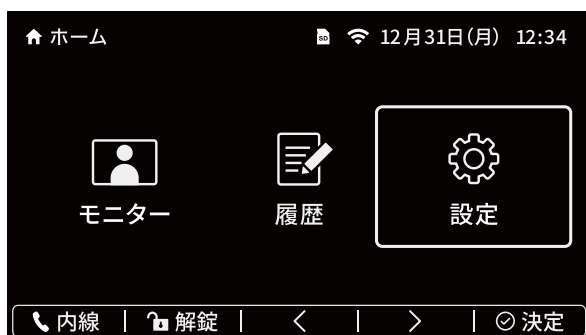 ホーム SD 12月31日(月) 12:34
モニター 履歴 設定
内線 解錠 < > 決定